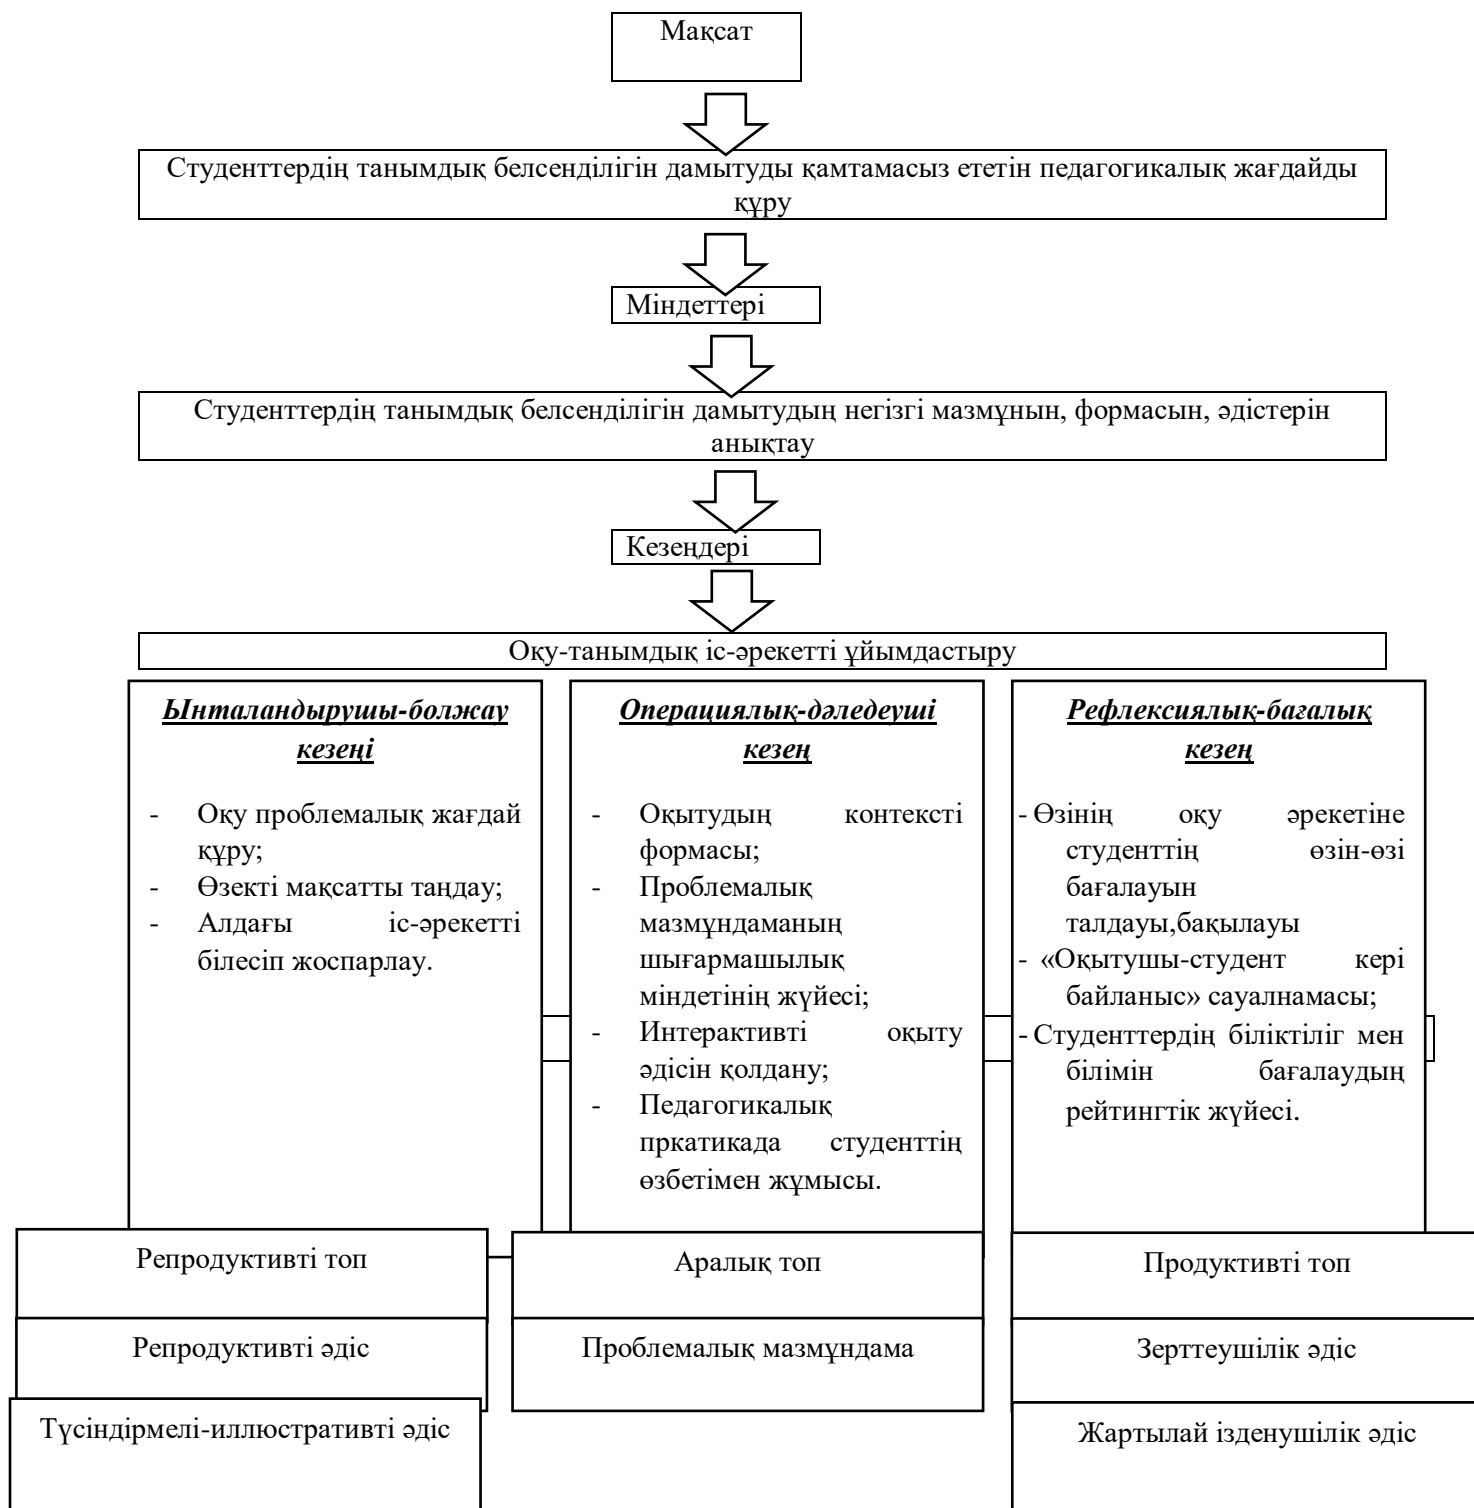 Мақсат
Студенттердің танымдық белсенділігін дамытуды қамтамасыз ететін педагогикалық жағдайды
құру
Міндеттері
Студенттердің танымдық белсенділігін дамытудың негізгі мазмұнын, формасын, әдістерін
анықтау
Кезеңдері
Оқу-танымдық іс-әрекетті ұйымдастыру
Ынталандырушы-болжау
кезеңі
- Оқу проблемалық жағдай
құру;
- Өзекті мақсатты таңдау;
- Алдағы іс-әрекетті
білесіп жоспарлау.
Операциялық-дәледеуші
кезең
- Оқытудың контексті
формасы;
- Проблемалық
мазмұндаманың
шығармашылық
міндетінің жүйесі;
- Интерактивті оқыту
әдісін қолдану;
- Педагогикалық
пркатикада студенттің
өзбетімен жұмысы.
Рефлексиялық-бағалық
кезең
- Өзінің оқу әрекетіне
студенттің өзін-өзі
бағалауын
талдауы,бақылауы
- «Оқытушы-студент кері
байланыс» сауалнамасы;
- Студенттердің біліктіліг мен
білімін бағалаудың
рейтингтік жүйесі.
Репродуктивті топ
Аралық топ
Продуктивті топ
Репродуктивті әдіс
Проблемалық мазмұндама
Зерттеушілік әдіс
Түсіндірмелі-иллюстративті әдіс
Жартылай ізденушілік әдіс